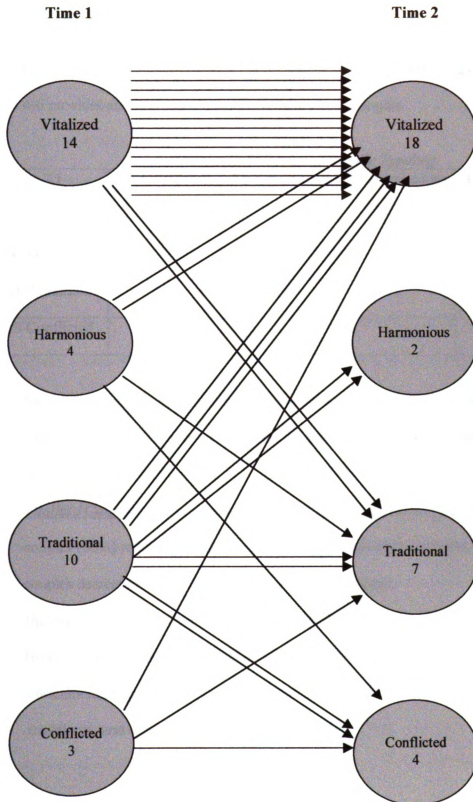 Time 1 Time 2
Vitalized Vitalized
14 18
Harmonious Harmonious
4 2
Traditional Traditional
10 7
Conflicted Conflicted
3 4